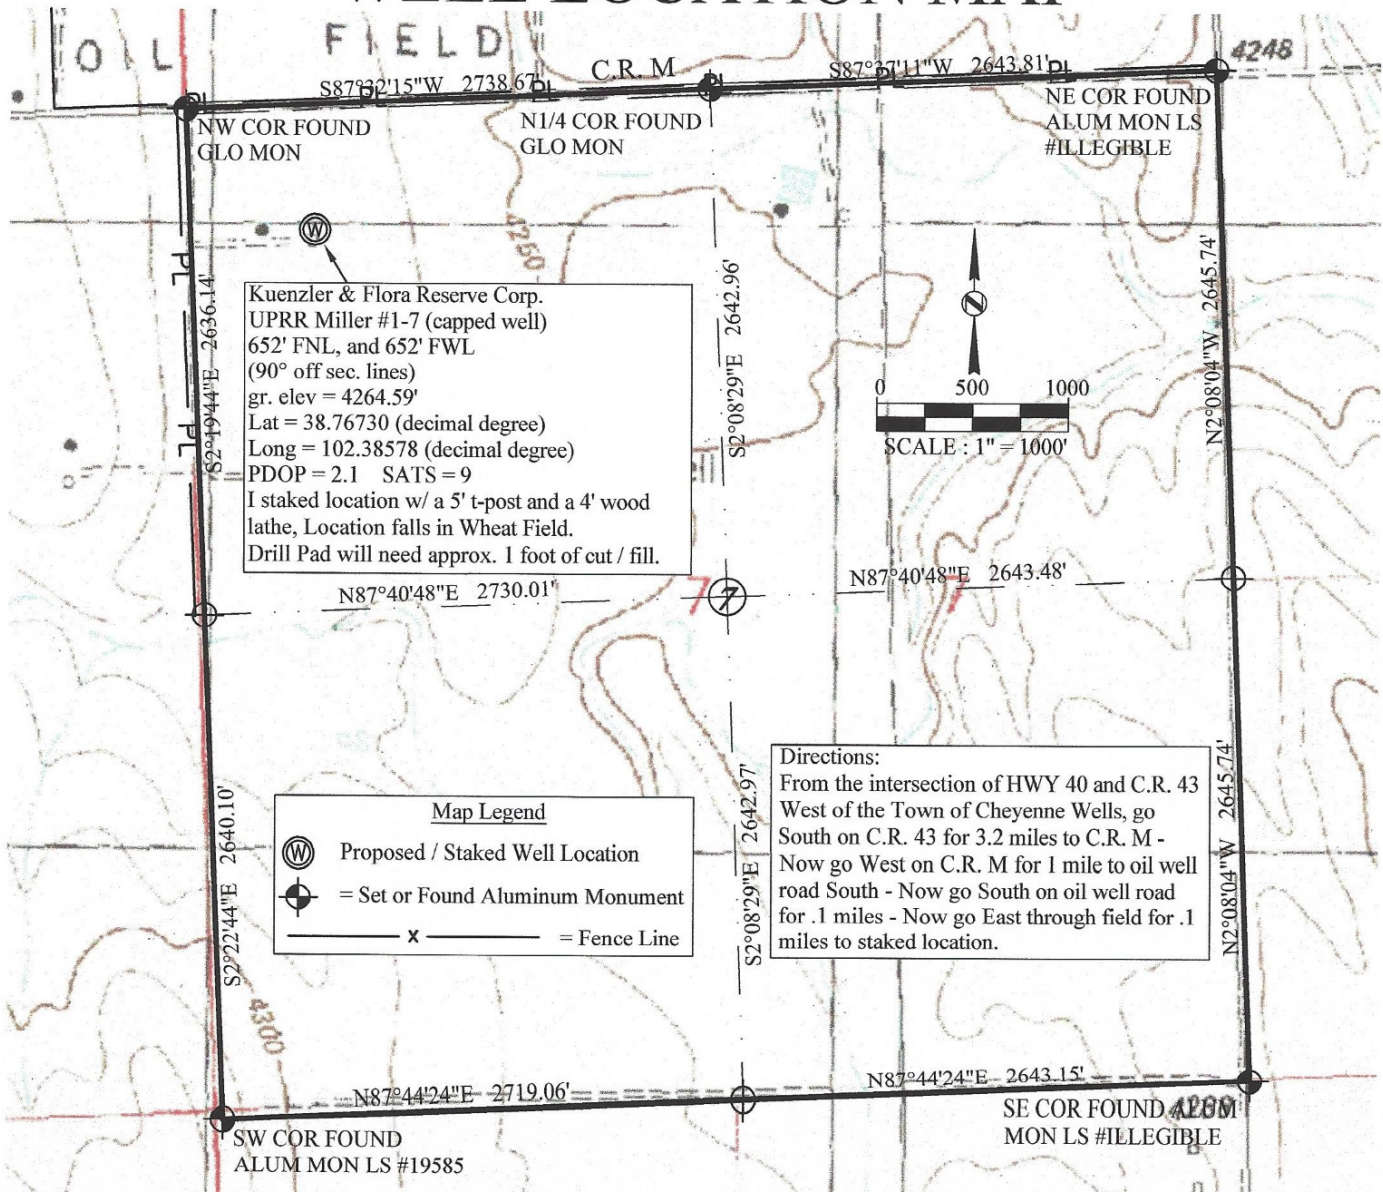 WELL LOCATION MAP
OIL FIELD
C.R. M
4248
S87°32'15"W 2738.67'
S87°37'11"W 2643.81'
NW COR FOUND
GLO MON
N1/4 COR FOUND
GLO MON
NE COR FOUND
ALUM MON LS
#ILLEGIBLE
W
4250
PL
PL
S2°19'44"E 2636.14'
S2°08'29"E 2642.96'
N2°08'04"W 2645.74'
Kuenzler & Flora Reserve Corp.
UPRR Miller #1-7 (capped well)
652' FNL, and 652' FWL
(90° off sec. lines)
gr. elev = 4264.59'
Lat = 38.76730 (decimal degree)
Long = 102.38578 (decimal degree)
PDOP = 2.1 SATS = 9
I staked location w/ a 5' t-post and a 4' wood
lathe, Location falls in Wheat Field.
Drill Pad will need approx. 1 foot of cut / fill.
0 500 1000
SCALE : 1" = 1000'
N87°40'48"E 2730.01'
7
7
N87°40'48"E 2643.48'
7
S2°22'44"E 2640.10'
S2°08'29"E 2642.97'
N2°08'04"W 2645.74'
Map Legend
W Proposed / Staked Well Location
= Set or Found Aluminum Monument
X = Fence Line
Directions:
From the intersection of HWY 40 and C.R. 43
West of the Town of Cheyenne Wells, go
South on C.R. 43 for 3.2 miles to C.R. M -
Now go West on C.R. M for 1 mile to oil well
road South - Now go South on oil well road
for .1 miles - Now go East through field for .1
miles to staked location.
4300
N87°44'24"E 2719.06'
N87°44'24"E 2643.15'
SW COR FOUND
ALUM MON LS #19585
SE COR FOUND ALUM
MON LS #ILLEGIBLE